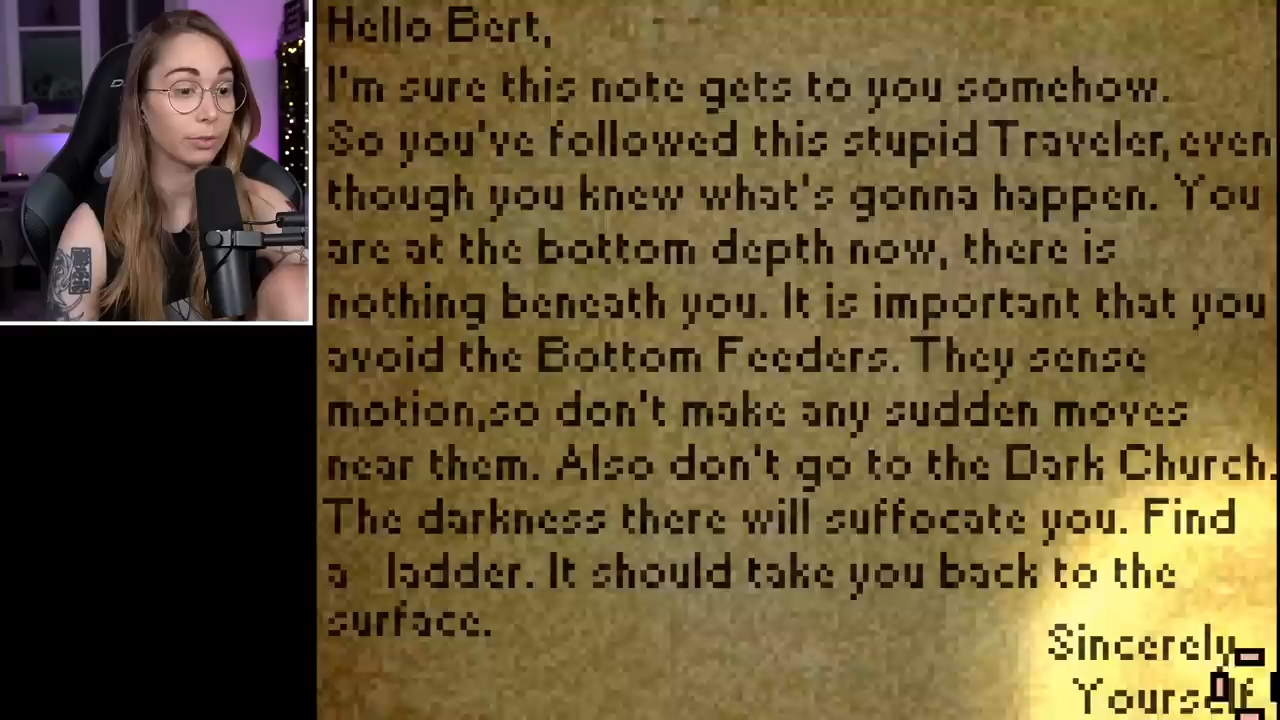 Hello Bert,
I'm sure this note gets to you somehow.
So you've followed this stupid Traveler, even
though you knew what's gonna happen. You
are at the bottom depth now, there is
nothing beneath you. It is important that you
avoid the Bottom Feeders. They sense
motion,so don't make any sudden moves
near them. Also don't go to the Dark Church.
The darkness there will suffocate you. Find
a ladder. It should take you back to the
surface.
Sincerely
Yourself